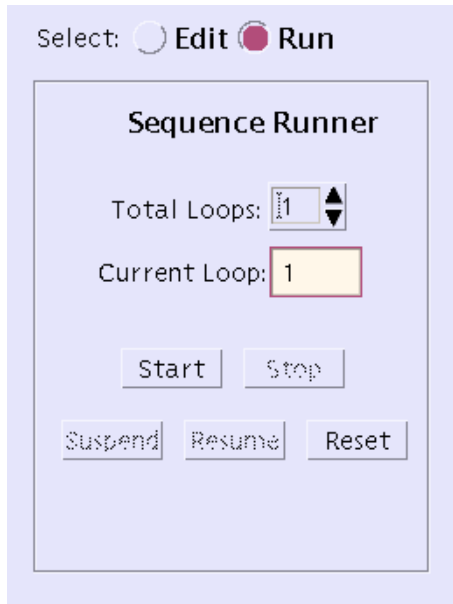 Select: Edit Run
Sequence Runner
Total Loops: 1
Current Loop: 1
Start Stop
Suspend Resume Reset